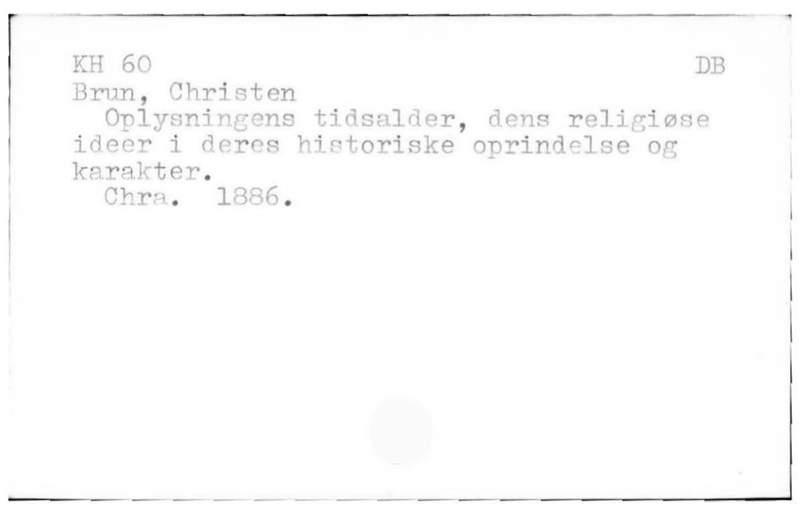 KH 60 DB
Brun, Christen
Oplysningens tidsalder, dens religiøse
ideer i deres historiske oprindelse og
karakter.
Chra. 1886.